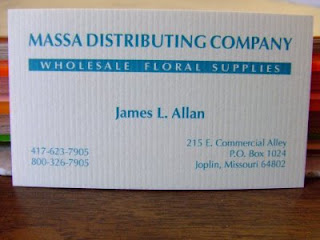 MASSA DISTRIBUTING COMPANY
WHOLESALE FLORAL SUPPLIES
James L. Allan
417-623-7905
800-326-7905
215 E. Commercial Alley
P.O. Box 1024
Joplin, Missouri 64802